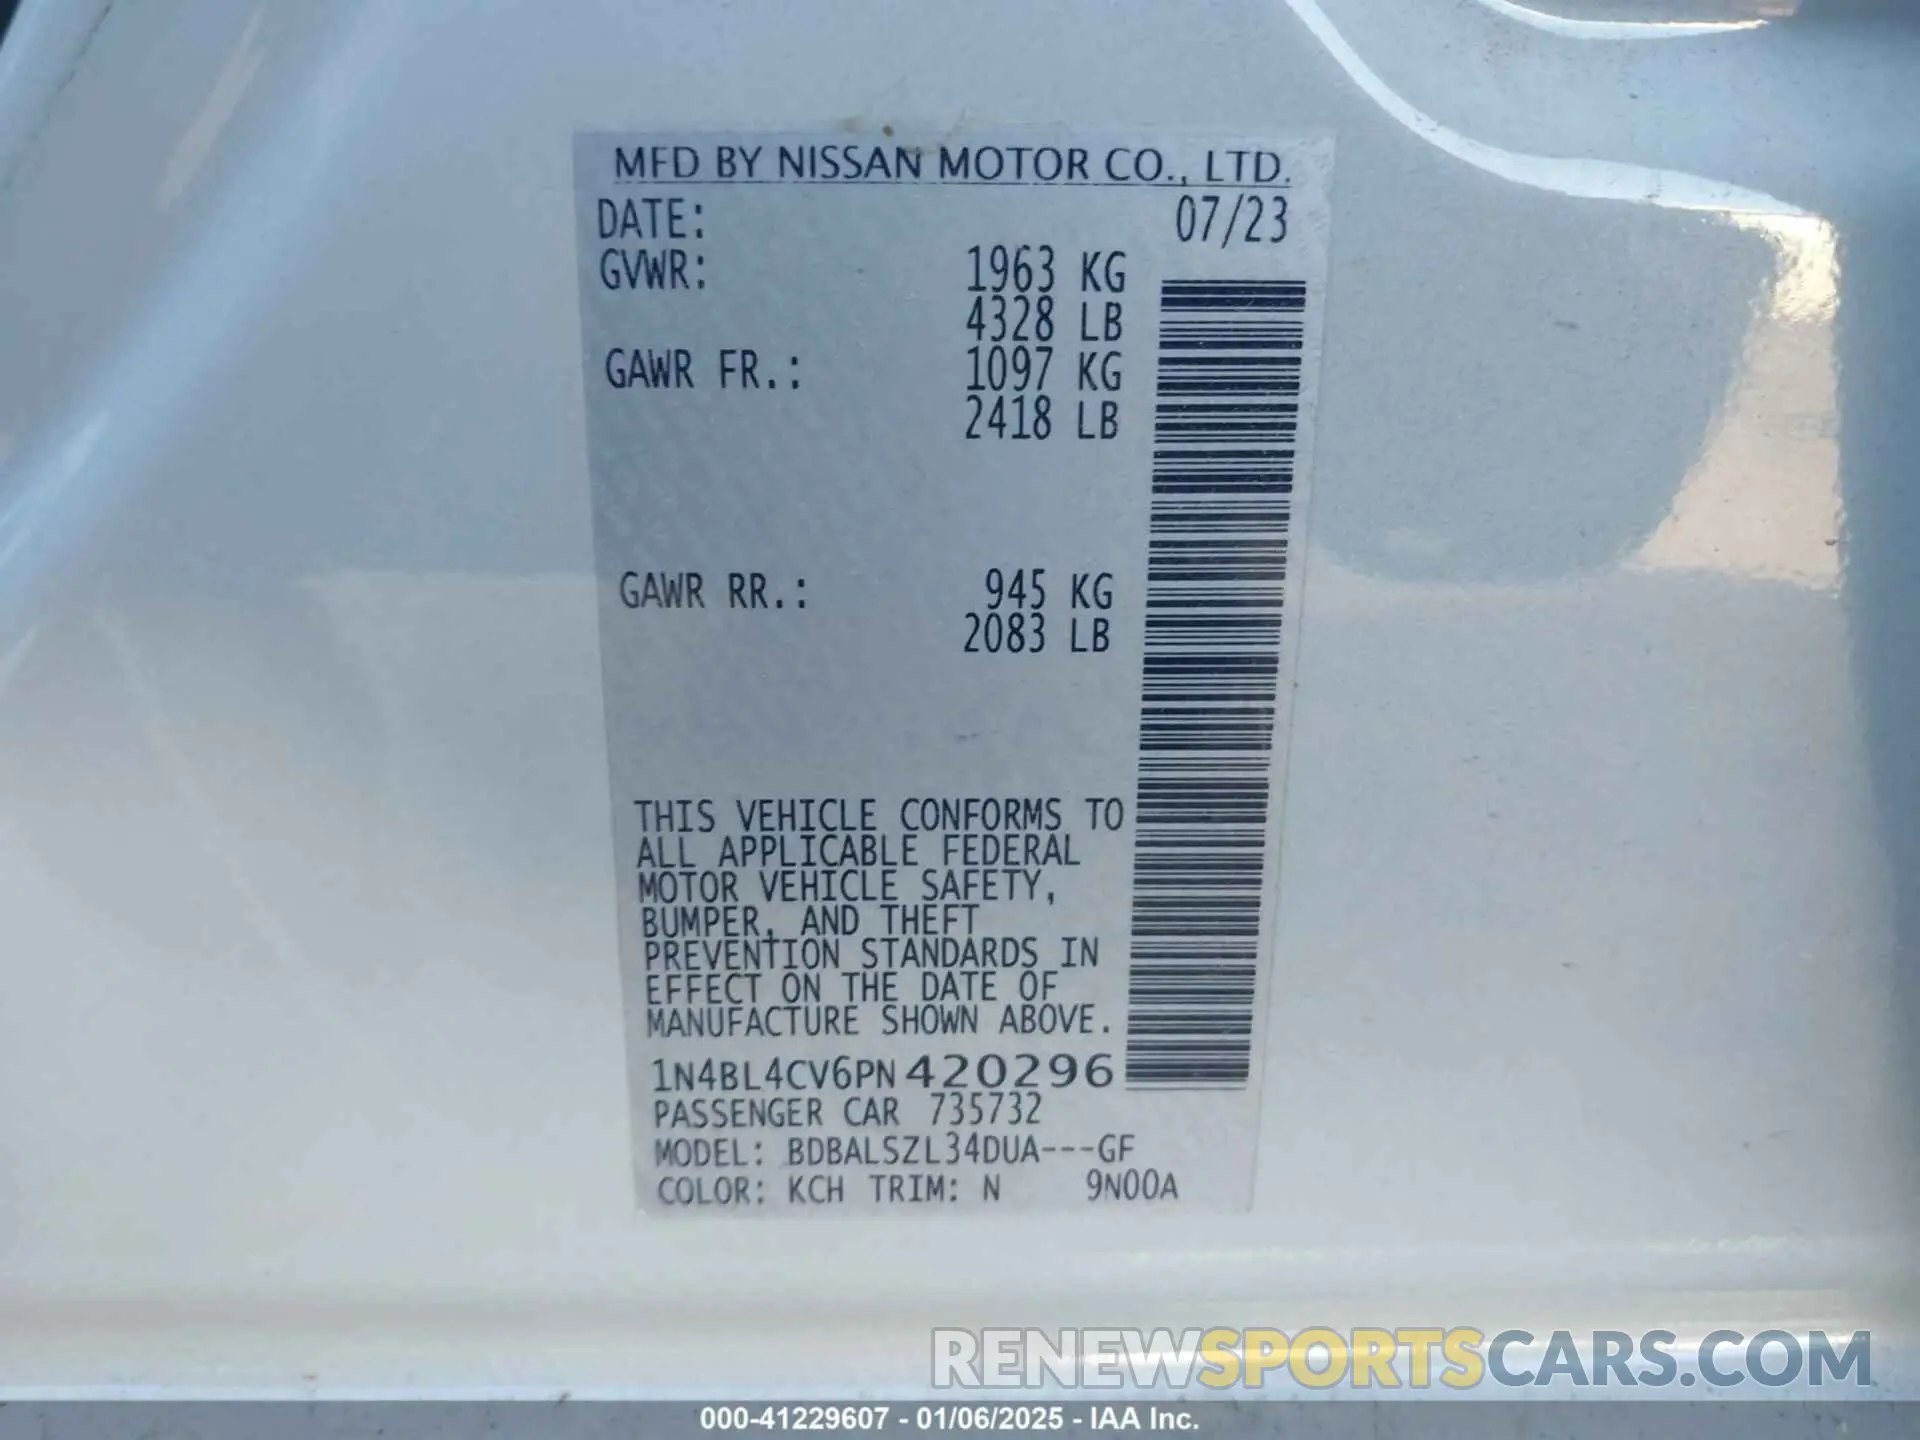 MFD BY NISSAN MOTOR CO., LTD.
DATE: 07/23
GVWR: 1963 KG
4328 LB
GAWR FR.: 1097 KG
2418 LB
GAWR RR.: 945 KG
2083 LB
THIS VEHICLE CONFORMS TO
ALL APPLICABLE FEDERAL
MOTOR VEHICLE SAFETY,
BUMPER, AND THEFT
PREVENTION STANDARDS IN
EFFECT ON THE DATE OF
MANUFACTURE SHOWN ABOVE.
1N4BL4CV6PN420296
PASSENGER CAR 735732
MODEL: BDBALSZL34DUA---GF
COLOR: KCH TRIM: N 9N00A
RENEWSPORTSCARS.COM
000-41229607 - 01/06/2025 - IAA Inc.